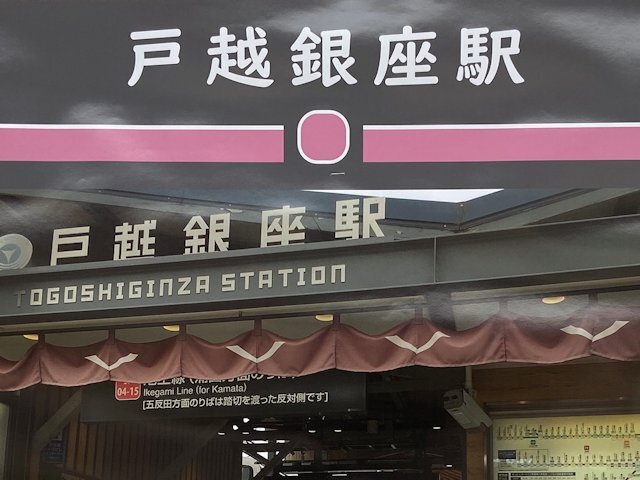 戸越銀座駅
戸越銀座駅
TOGOSHIGINZA STATION
04-15
Ikegami Line (for Kamata)
[五反田方面のりばは踏切を渡った反対側です]